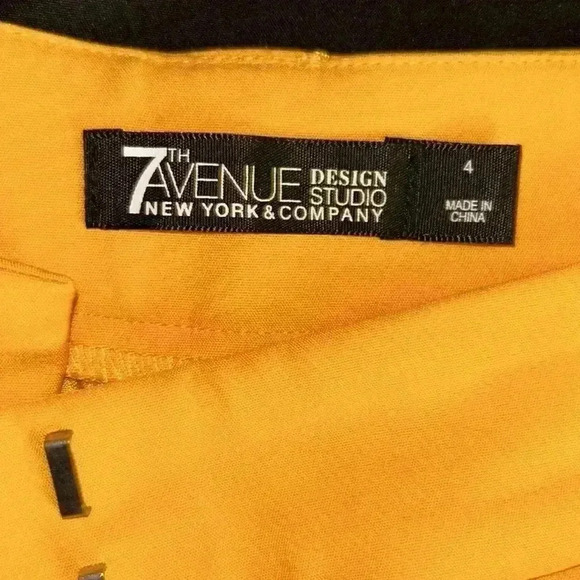 7TH AVENUE DESIGN STUDIO
NEW YORK & COMPANY
4
MADE IN
CHINA